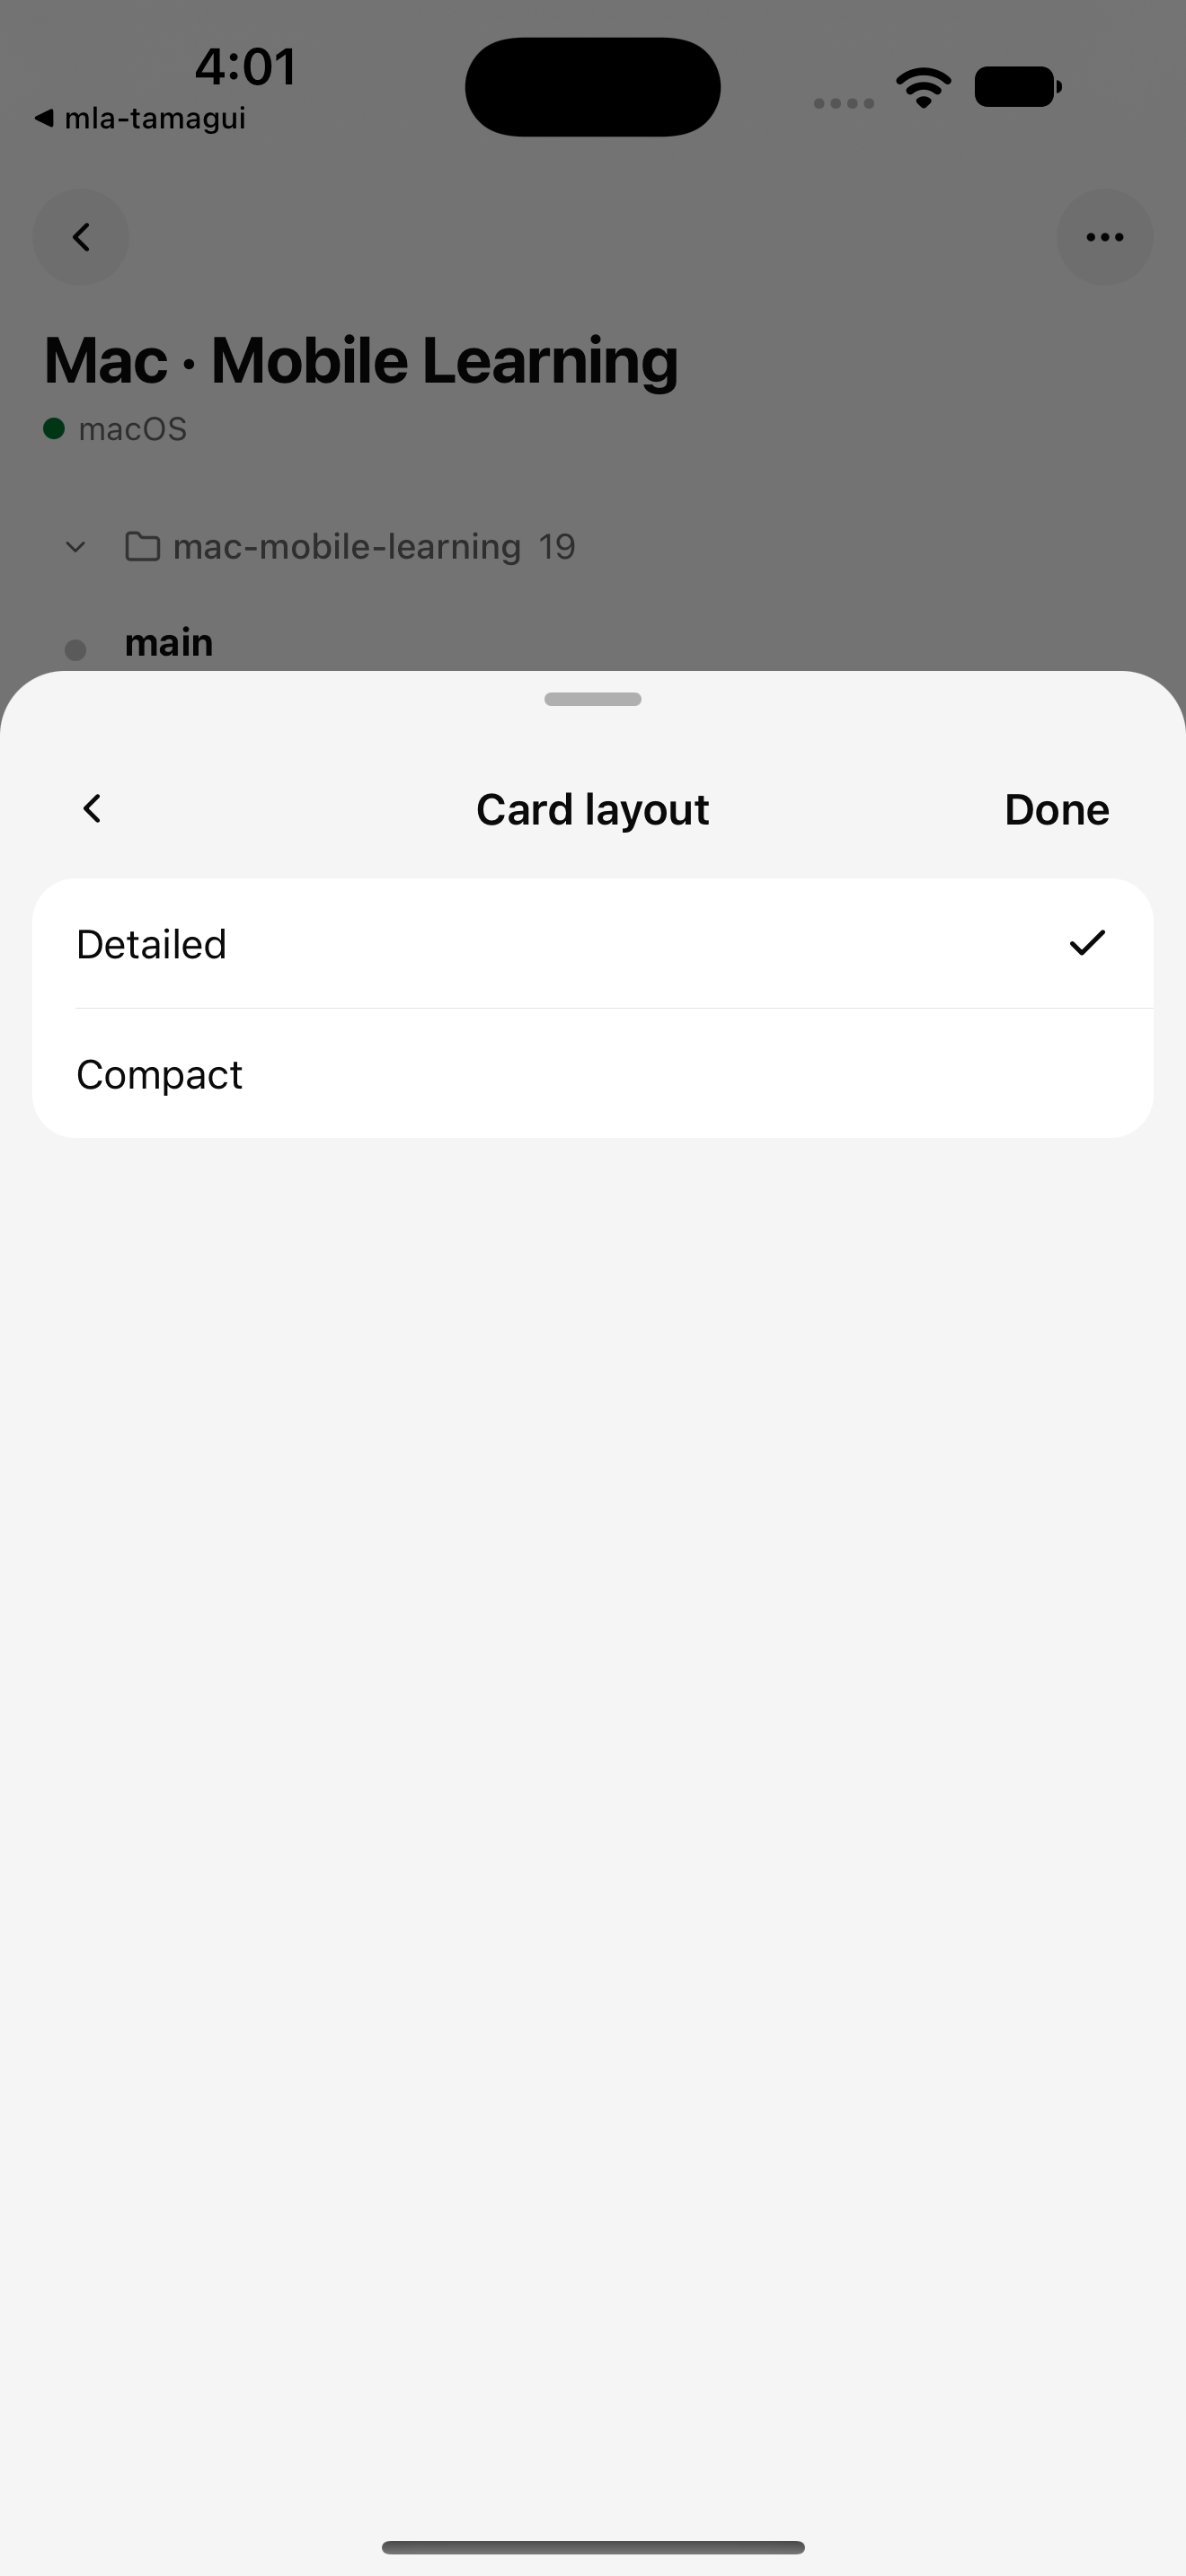 4:01
mla-tamagui
Mac · Mobile Learning
macOS
mac-mobile-learning 19
main
Card layout
Done
Detailed
Compact